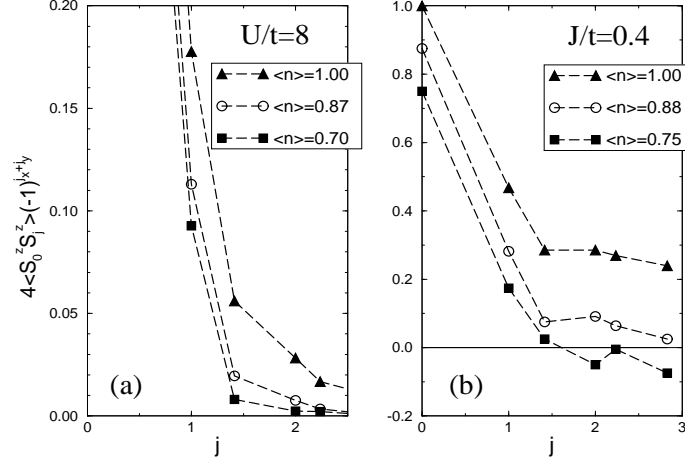 U/t=8
<n>=1.00
<n>=0.87
<n>=0.70
0.20
0.15
0.10
0.05
0.00
4<S₀ᶻSⱼᶻ>(-1)^{jₓ+j_y}
(a)
0 1 2
j
J/t=0.4
<n>=1.00
<n>=0.88
<n>=0.75
1.0
0.8
0.6
0.4
0.2
0.0
-0.2
(b)
0 1 2 3
j